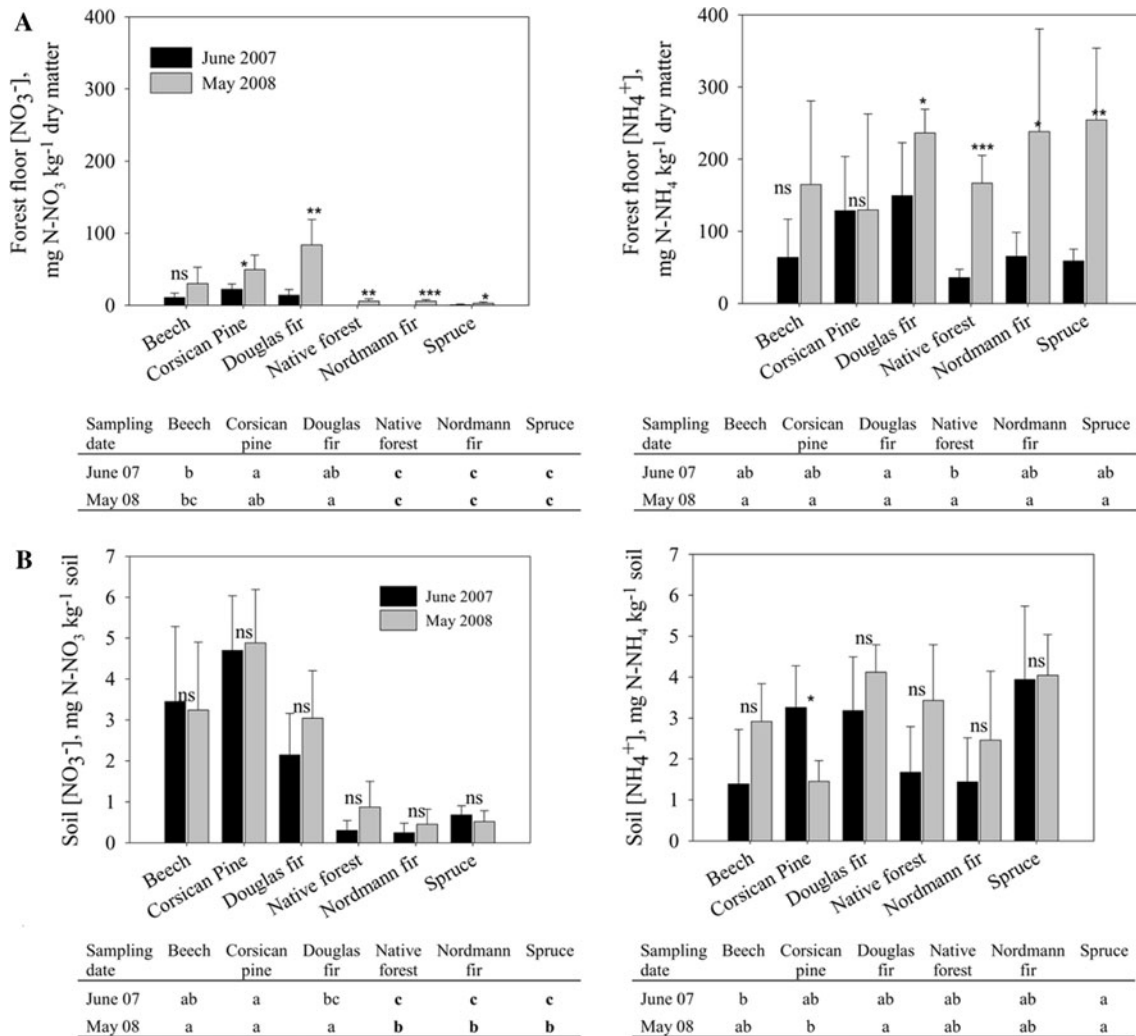 A
Forest floor [NO3-],
mg N-NO3 kg-1 dry matter
400
300
200
100
0
June 2007
May 2008
ns
*
**
**
***
*
Beech
Corsican Pine
Douglas fir
Native forest
Nordmann fir
Spruce
Sampling date Beech Corsican pine Douglas fir Native forest Nordmann fir Spruce
June 07 b a ab c c c
May 08 bc ab a c c c
Forest floor [NH4+],
mg N-NH4 kg-1 dry matter
400
300
200
100
0
ns
ns
*
***
*
**
Beech
Corsican Pine
Douglas fir
Native forest
Nordmann fir
Spruce
Sampling date Beech Corsican pine Douglas fir Native forest Nordmann fir Spruce
June 07 ab ab a b ab ab
May 08 a a a a a a
B
Soil [NO3-], mg N-NO3 kg-1 soil
7
6
5
4
3
2
1
0
June 2007
May 2008
ns
ns
ns
ns
ns
ns
Beech
Corsican Pine
Douglas fir
Native forest
Nordmann fir
Spruce
Sampling date Beech Corsican pine Douglas fir Native forest Nordmann fir Spruce
June 07 ab a bc c c c
May 08 a a a b b b
Soil [NH4+], mg N-NH4 kg-1 soil
7
6
5
4
3
2
1
0
ns
*
ns
ns
ns
ns
Beech
Corsican Pine
Douglas fir
Native forest
Nordmann fir
Spruce
Sampling date Beech Corsican pine Douglas fir Native forest Nordmann fir Spruce
June 07 b ab ab ab ab a
May 08 ab b a ab ab a